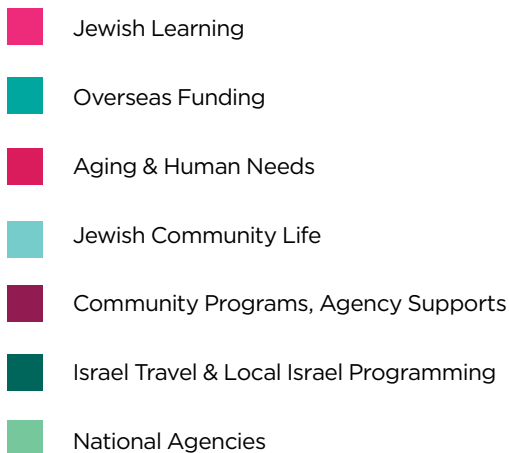 Jewish Learning
Overseas Funding
Aging & Human Needs
Jewish Community Life
Community Programs, Agency Supports
Israel Travel & Local Israel Programming
National Agencies